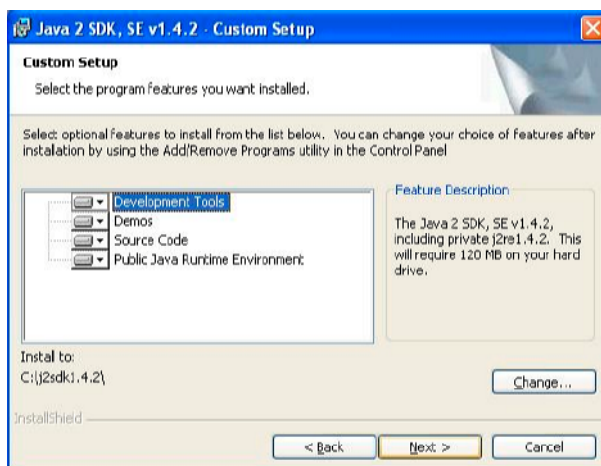 Java 2 SDK, SE v1.4.2 - Custom Setup
Custom Setup
Select the program features you want installed.
Select optional features to install from the list below. You can change your choice of features after
instalation by using the Add/Remove Programs utility in the Control Panel
Development Tools
Demos
Source Code
Public Java Runtime Environment
Feature Description
The Java 2 SDK, SE v1.4.2,
including private j2re1.4.2. This
will require 120 MB on your hard
drive.
Instal to:
C:\j2sdk1.4.2\
Change...
InstallShield
< Back
Next >
Cancel